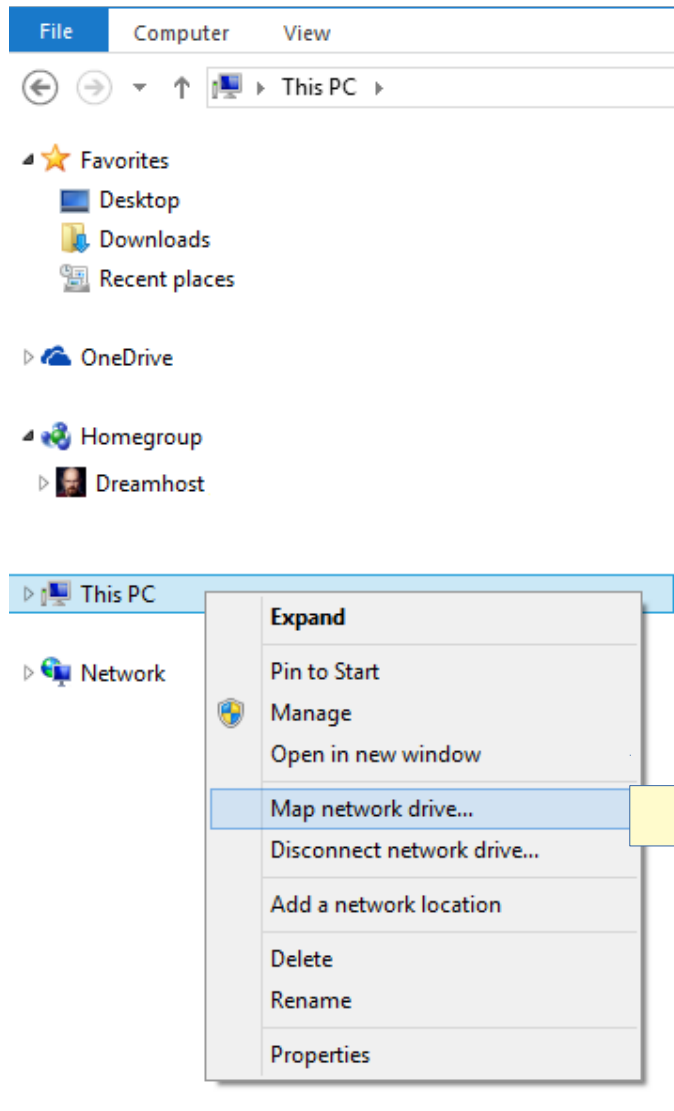 File Computer View
This PC
Favorites
Desktop
Downloads
Recent places
OneDrive
Homegroup
Dreamhost
This PC
Network
Expand
Pin to Start
Manage
Open in new window
Map network drive...
Disconnect network drive...
Add a network location
Delete
Rename
Properties